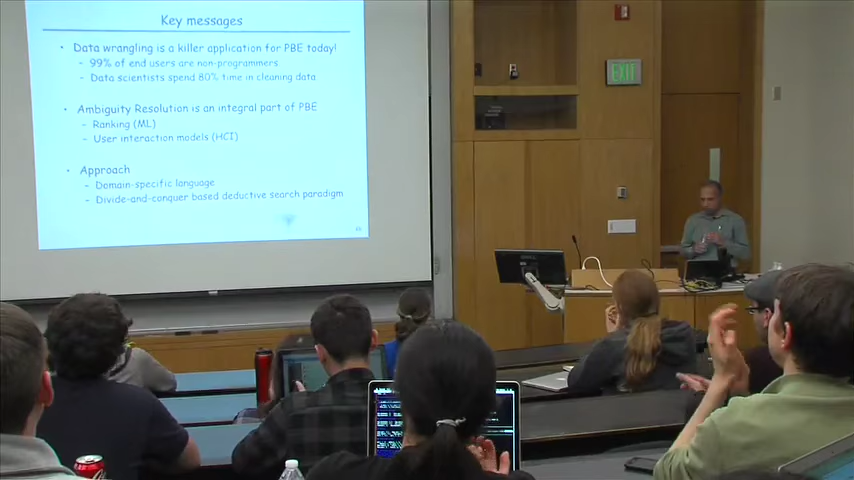 Key messages
• Data wrangling is a killer application for PBE today!
– 99% of end users are non-programmers.
– Data scientists spend 80% time in cleaning data
• Ambiguity Resolution is an integral part of PBE
– Ranking (ML)
– User interaction models (HCI)
• Approach
– Domain-specific language
– Divide-and-conquer based deductive search paradigm
EXIT